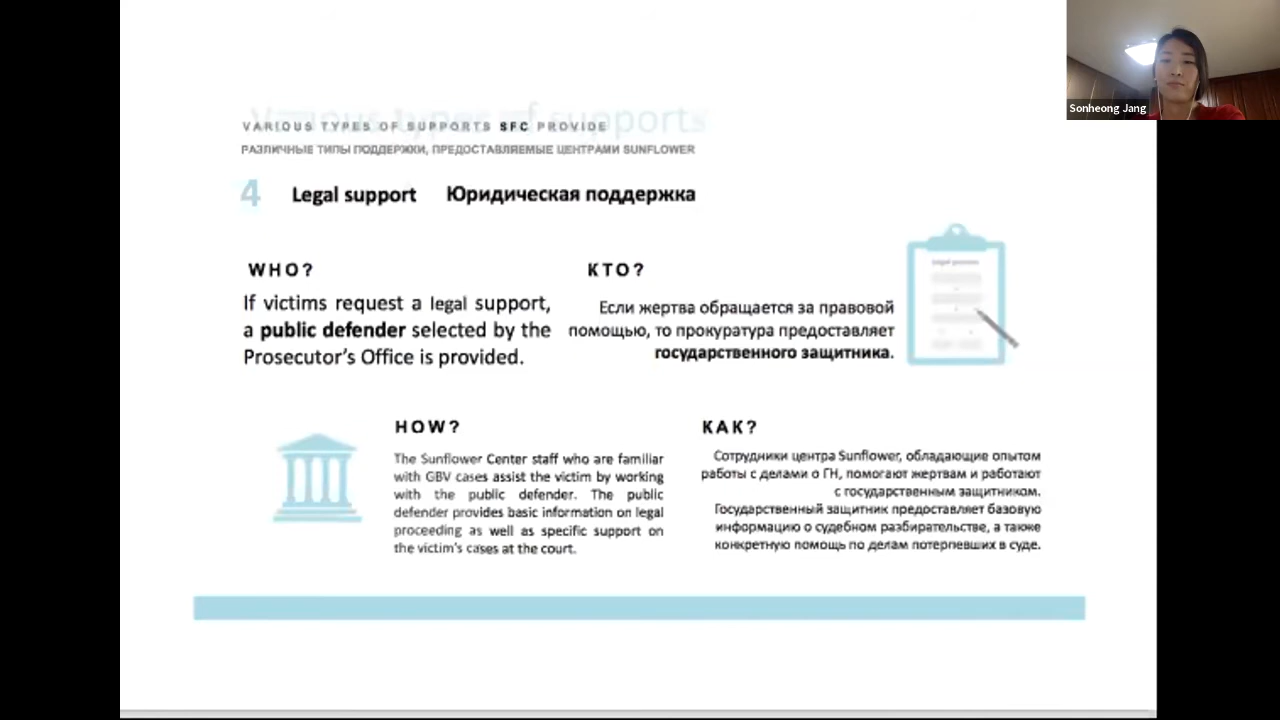 Various types of supports
VARIOUS TYPES OF SUPPORTS SFC PROVIDE
РАЗЛИЧНЫЕ ТИПЫ ПОДДЕРЖКИ, ПРЕДОСТАВЛЯЕМЫЕ ЦЕНТРАМИ SUNFLOWER
4 Legal support Юридическая поддержка
WHO?
If victims request a legal support,
a public defender selected by the
Prosecutor's Office is provided.
КТО?
Если жертва обращается за правовой
помощью, то прокуратура предоставляет
государственного защитника.
HOW?
The Sunflower Center staff who are familiar
with GBV cases assist the victim by working
with the public defender. The public
defender provides basic information on legal
proceeding as well as specific support on
the victim's cases at the court.
КАК?
Сотрудники центра Sunflower, обладающие опытом
работы с делами о ГН, помогают жертвам и работают
с государственным защитником.
Государственный защитник предоставляет базовую
информацию о судебном разбирательстве, а также
конкретную помощь по делам потерпевших в суде.
Sonheong Jang